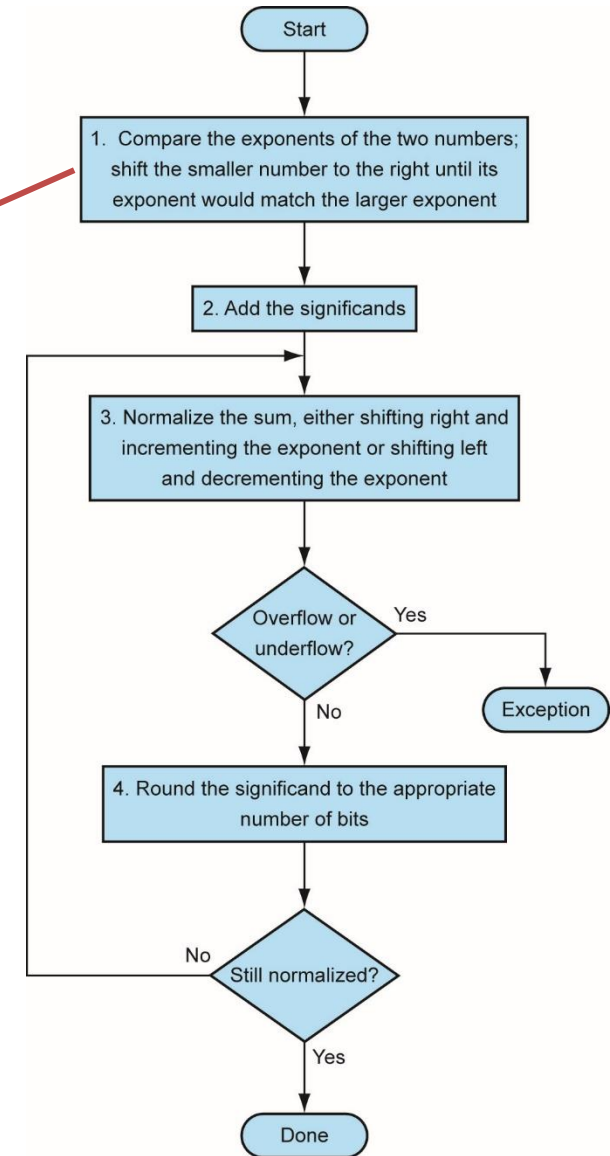 Start
1. Compare the exponents of the two numbers;
shift the smaller number to the right until its
exponent would match the larger exponent
2. Add the significands
3. Normalize the sum, either shifting right and
incrementing the exponent or shifting left
and decrementing the exponent
Overflow or
underflow?
Yes
No
Exception
4. Round the significand to the appropriate
number of bits
No
Still normalized?
Yes
Done